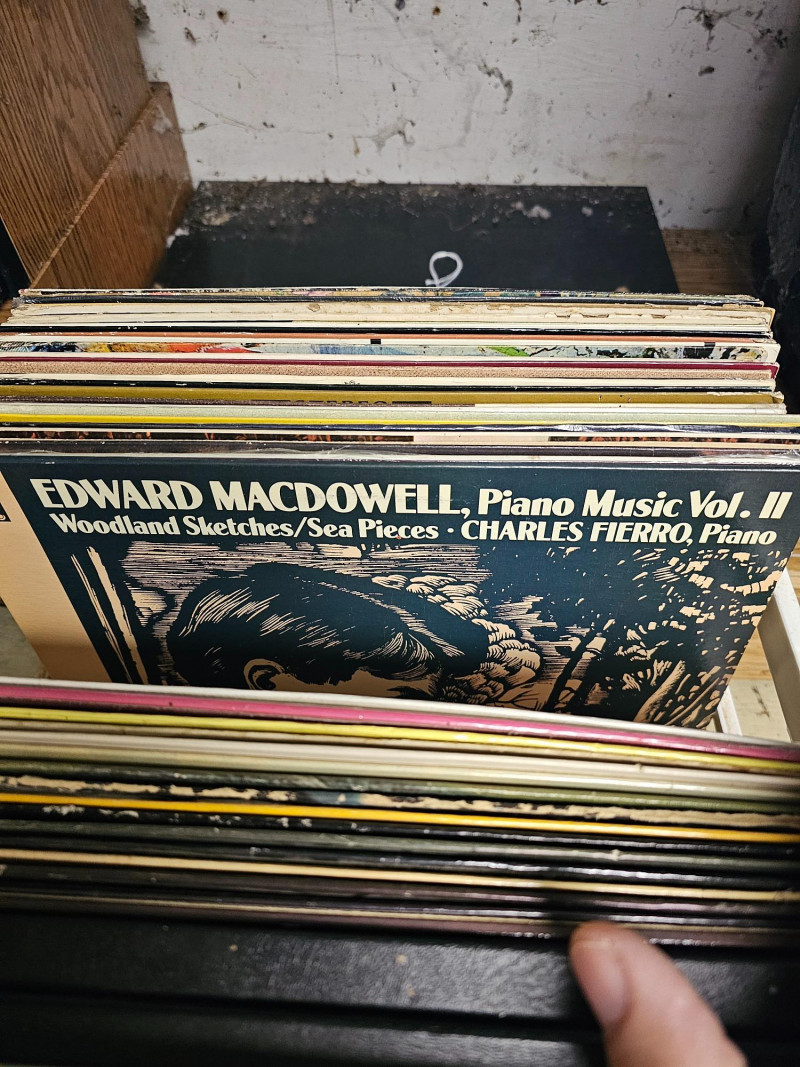 EDWARD MACDOWELL, Piano Music Vol. II
Woodland Sketches/Sea Pieces · CHARLES FIERRO, Piano